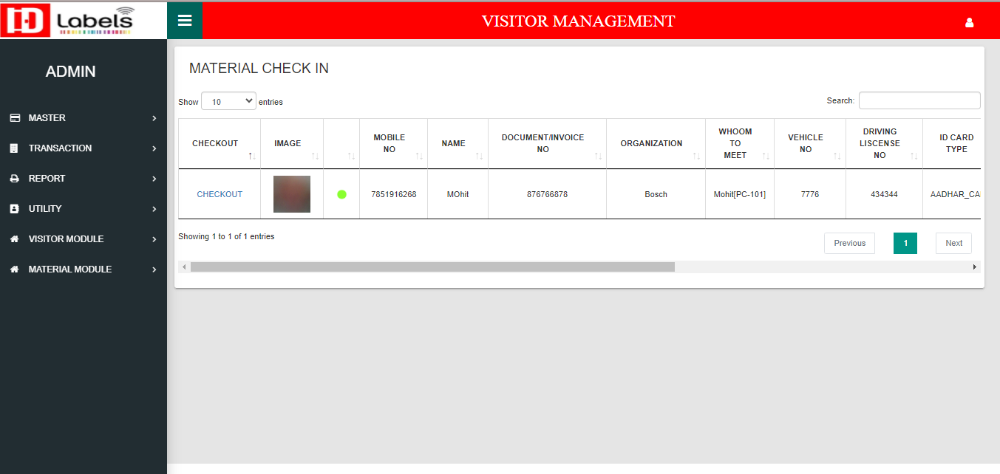 iD Labels
VISITOR MANAGEMENT
ADMIN
MASTER
TRANSACTION
REPORT
UTILITY
VISITOR MODULE
MATERIAL MODULE
MATERIAL CHECK IN
Show 10 entries
Search:
CHECKOUT
IMAGE
MOBILE
NO
NAME
DOCUMENT/INVOICE
NO
ORGANIZATION
WHOOM
TO
MEET
VEHICLE
NO
DRIVING
LISCENSE
NO
ID CARD
TYPE
CHECKOUT 7851916268 MOhit 876766878 Bosch Mohit[PC-101] 7776 434344 AADHAR_CA
Showing 1 to 1 of 1 entries
Previous 1 Next